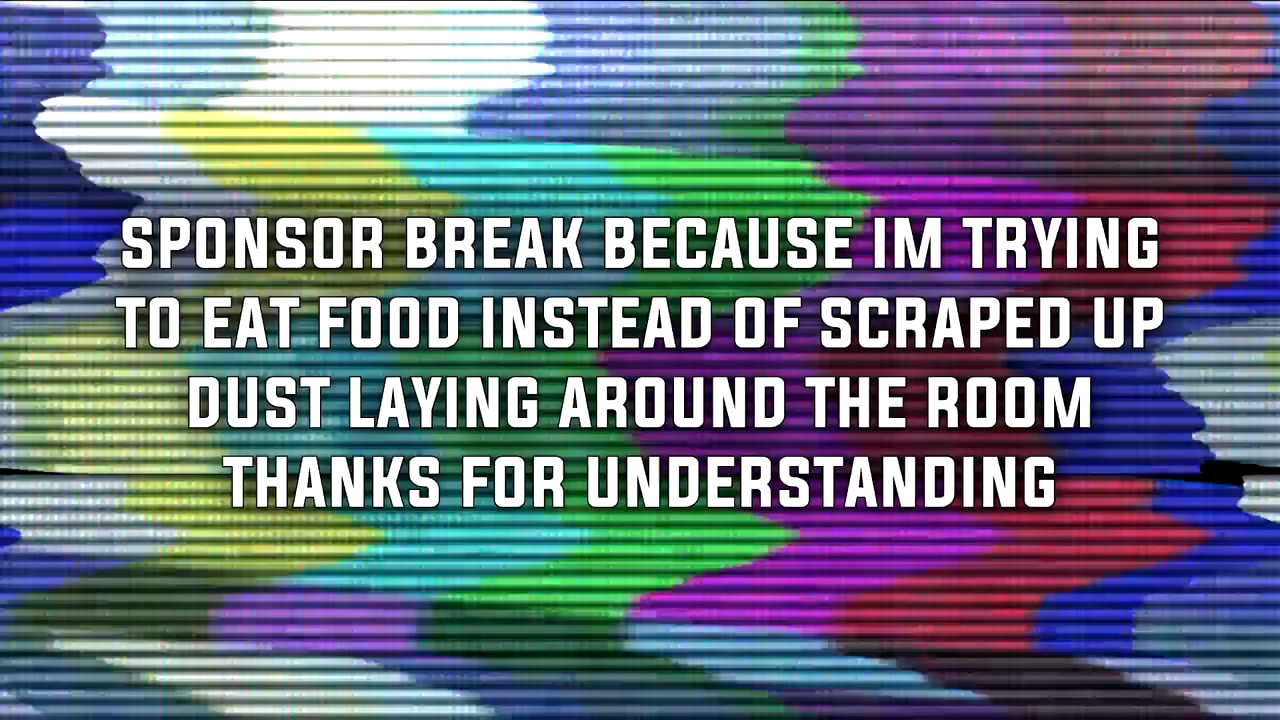 SPONSOR BREAK BECAUSE IM TRYING
TO EAT FOOD INSTEAD OF SCRAPED UP
DUST LAYING AROUND THE ROOM
THANKS FOR UNDERSTANDING